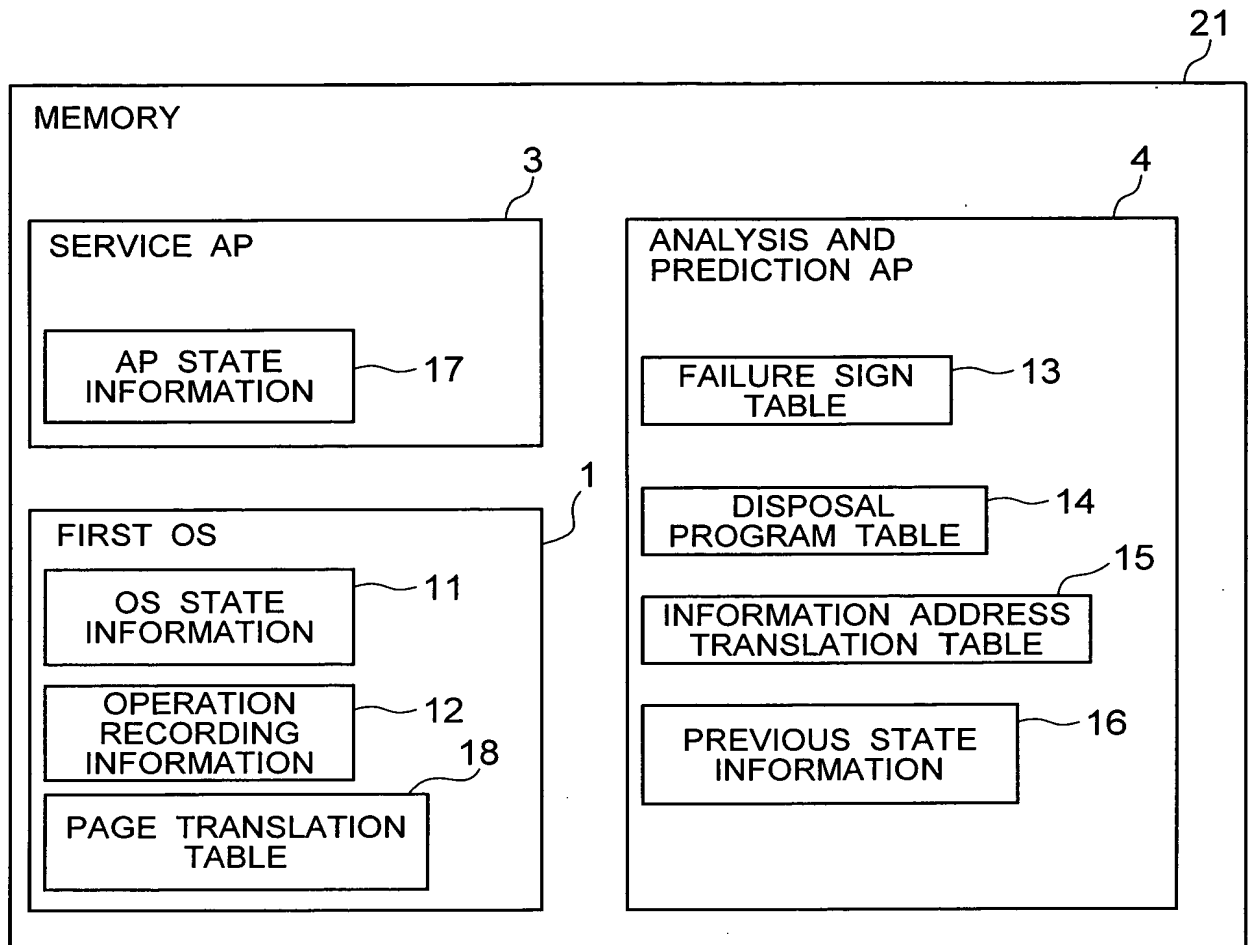 21
MEMORY
3
SERVICE AP
AP STATE
INFORMATION
17
1
FIRST OS
OS STATE
INFORMATION
11
OPERATION
RECORDING
INFORMATION
12
18
PAGE TRANSLATION
TABLE
4
ANALYSIS AND
PREDICTION AP
FAILURE SIGN
TABLE
13
DISPOSAL
PROGRAM TABLE
14
15
INFORMATION ADDRESS
TRANSLATION TABLE
PREVIOUS STATE
INFORMATION
16